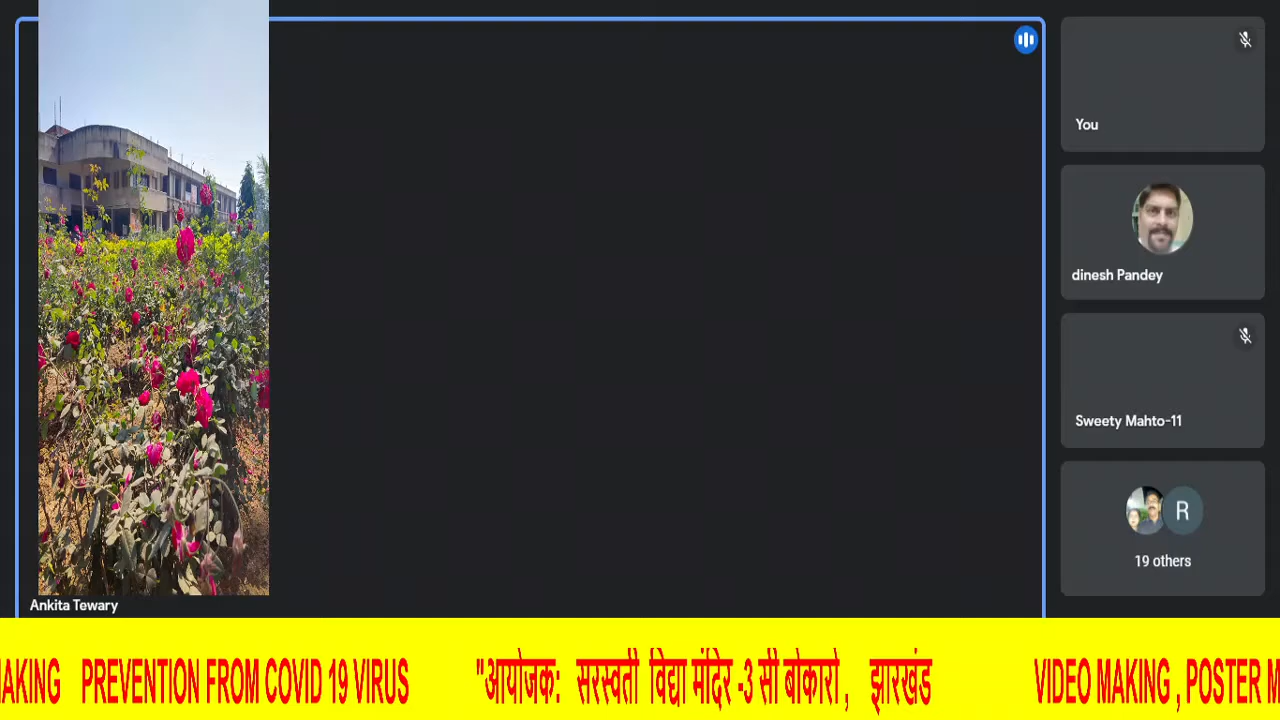 You
dinesh Pandey
Sweety Mahto-11
R
19 others
Ankita Tewary
MAKING PREVENTION FROM COVID 19 VIRUS "आयोजक: सरस्वती विद्या मंदिर -3 सी बोकारो , झारखंड VIDEO MAKING , POSTER M